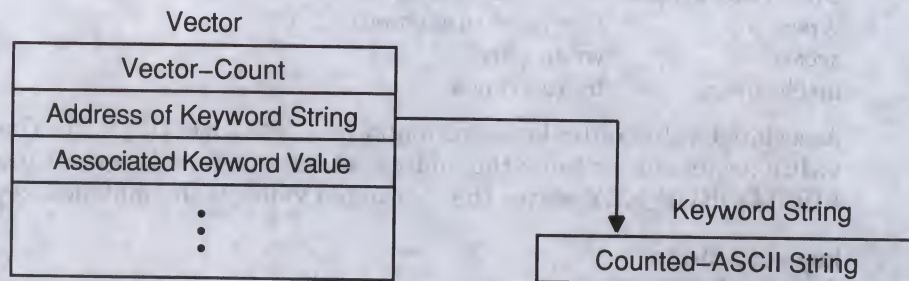 Vector
Vector–Count
Address of Keyword String
Associated Keyword Value
Keyword String
Counted–ASCII String